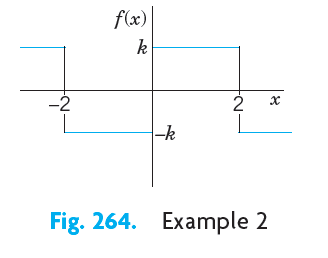 f(x)
k
–2
2
x
–k
Fig. 264. Example 2